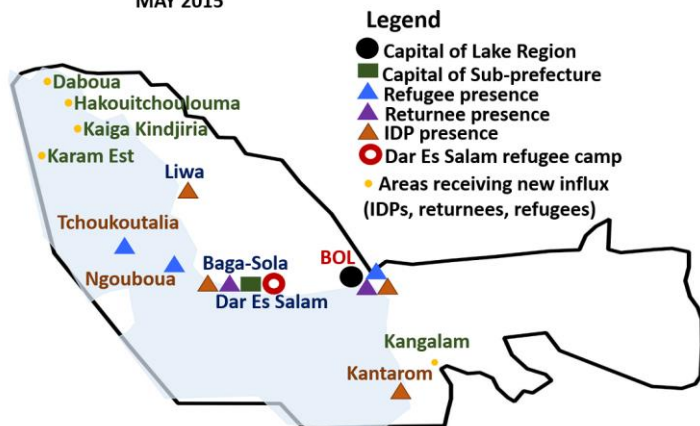 MAY 2015
Legend
Capital of Lake Region
Capital of Sub-prefecture
Refugee presence
Returnee presence
IDP presence
Dar Es Salam refugee camp
Areas receiving new influx
(IDPs, returnees, refugees)
Daboua
Hakouitchoulouma
Kaiga Kindjiria
Karam Est
Liwa
Tchoukoutalia
Ngouboua
Baga-Sola
Dar Es Salam
BOL
Kangalam
Kantarom